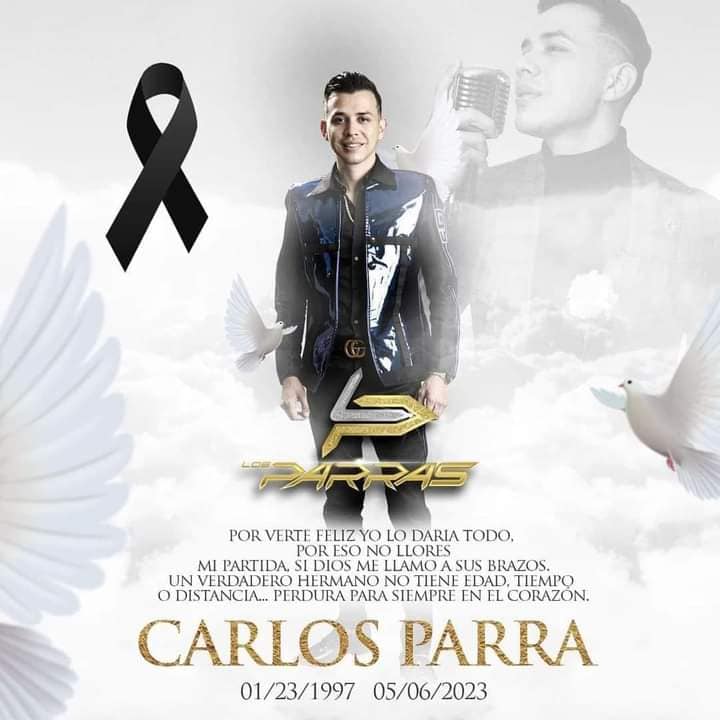 LOS PARRAS
POR VERTE FELIZ YO LO DARIA TODO,
POR ESO NO LLORES
MI PARTIDA, SI DIOS ME LLAMO A SUS BRAZOS.
UN VERDADERO HERMANO NO TIENE EDAD, TIEMPO
O DISTANCIA... PERDURA PARA SIEMPRE EN EL CORAZÓN.
CARLOS PARRA
01/23/1997 05/06/2023